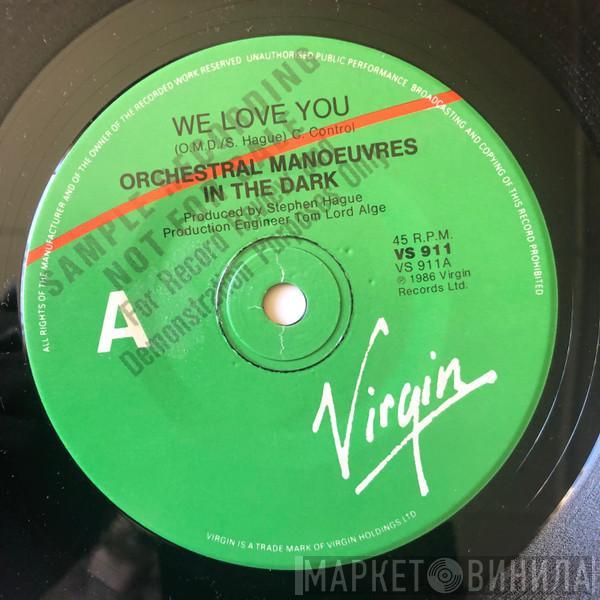 ALL RIGHTS OF THE MANUFACTURER AND OF THE OWNER OF THE RECORDED WORK RESERVED UNAUTHORISED PUBLIC PERFORMANCE BROADCASTING AND COPYING OF THIS RECORD PROHIBITED
WE LOVE YOU
(O.M.D./S. Hague) C. Control
ORCHESTRAL MANOEUVRES
IN THE DARK
Produced by Stephen Hague
Production Engineer Tom Lord Alge
SAMPLE RECORDING
NOT FOR SALE
For Record
Demonstration Purposes Only
45 R.P.M.
VS 911
VS 911A
℗ 1986 Virgin
Records Ltd.
A
Virgin
VIRGIN IS A TRADE MARK OF VIRGIN HOLDINGS LTD
МАРКЕТ ВИНИЛА